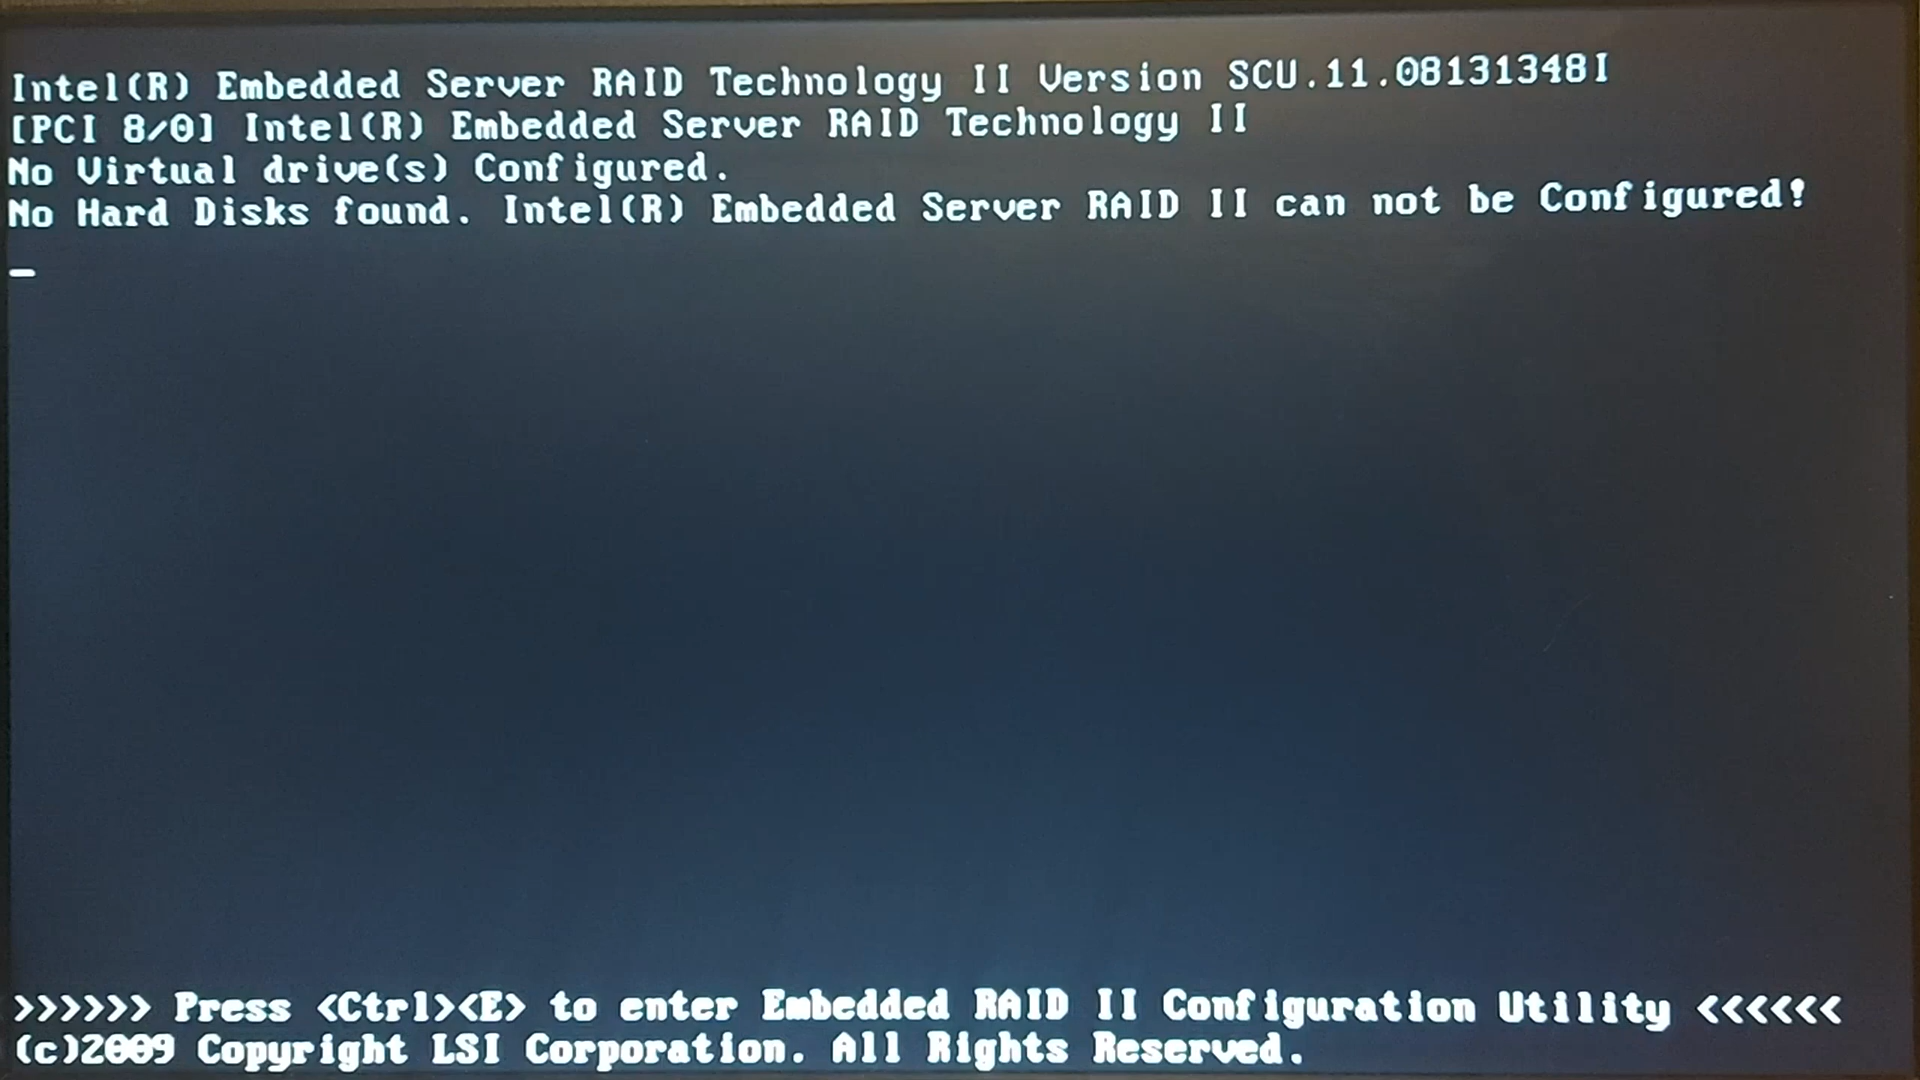 Intel(R) Embedded Server RAID Technology II Version SCU.11.08131348I
[PCI 8/0] Intel(R) Embedded Server RAID Technology II
No Virtual drive(s) Configured.
No Hard Disks found. Intel(R) Embedded Server RAID II can not be Configured!
>>>>>> Press <Ctrl><E> to enter Embedded RAID II Configuration Utility <<<<<<
(c)2009 Copyright LSI Corporation. All Rights Reserved.